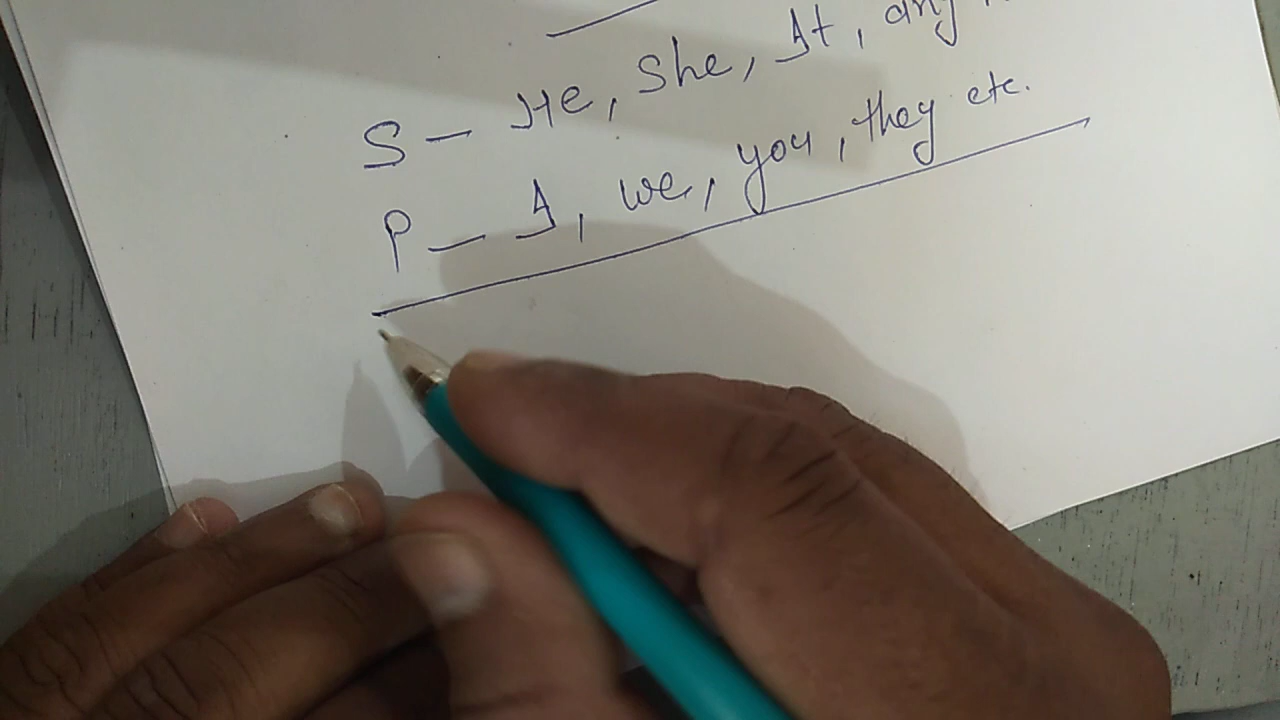 S - He, She, It, any
P - I, we, you, they etc.